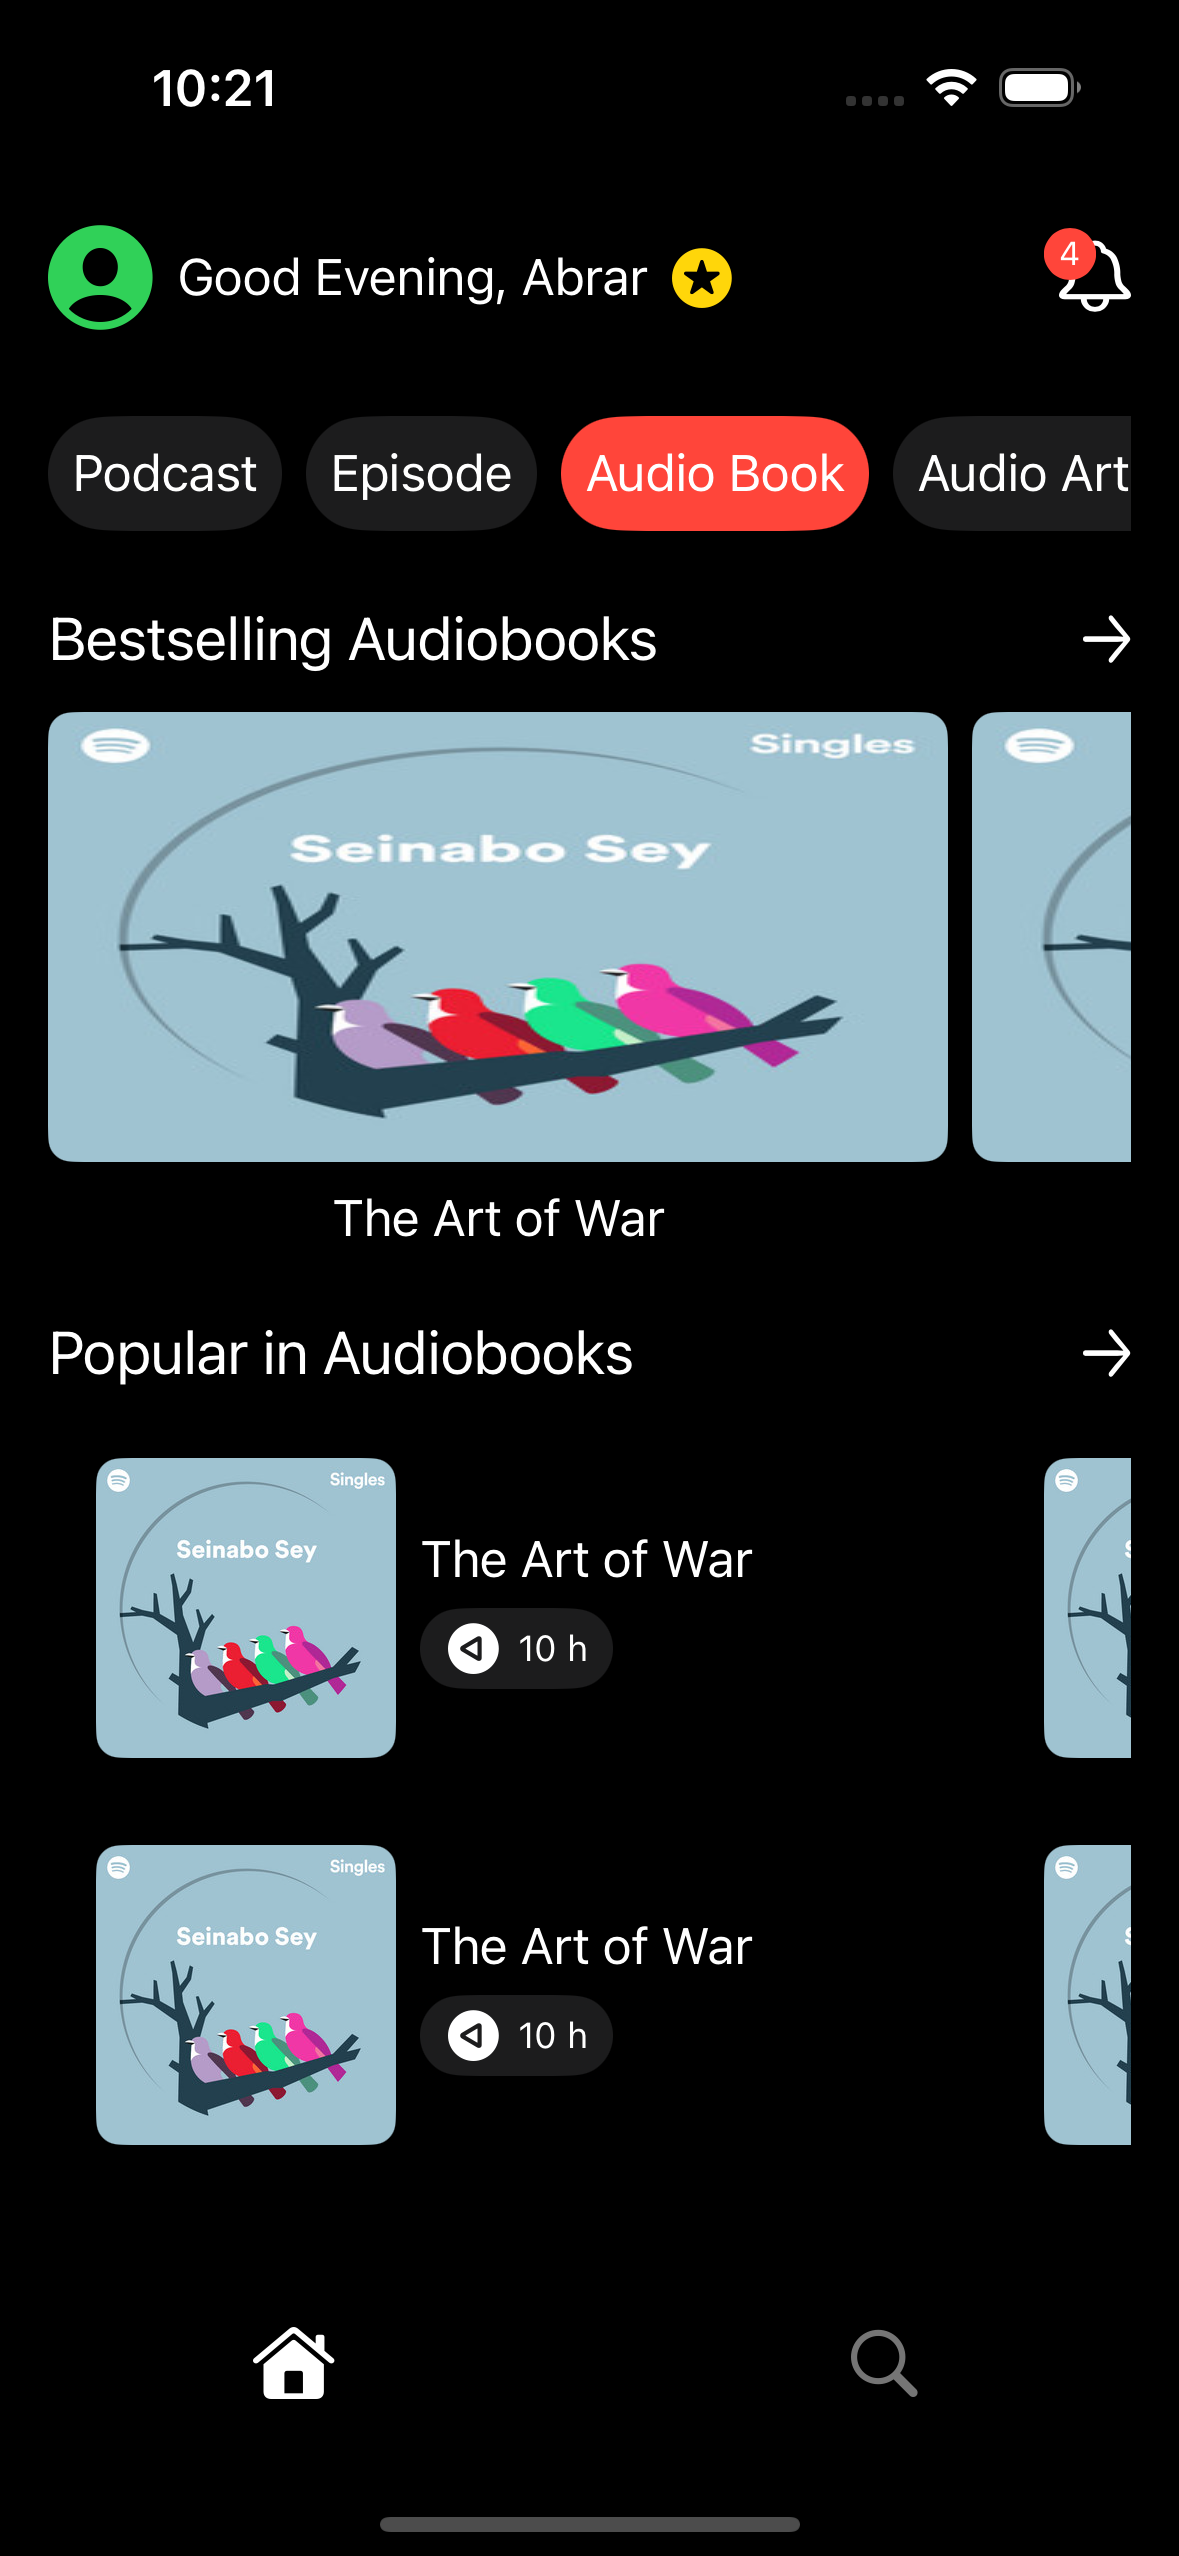 10:21
Good Evening, Abrar
4
Podcast
Episode
Audio Book
Audio Art
Bestselling Audiobooks
Singles
Seinabo Sey
The Art of War
Popular in Audiobooks
Singles
Seinabo Sey
The Art of War
10 h
Singles
Seinabo Sey
The Art of War
10 h